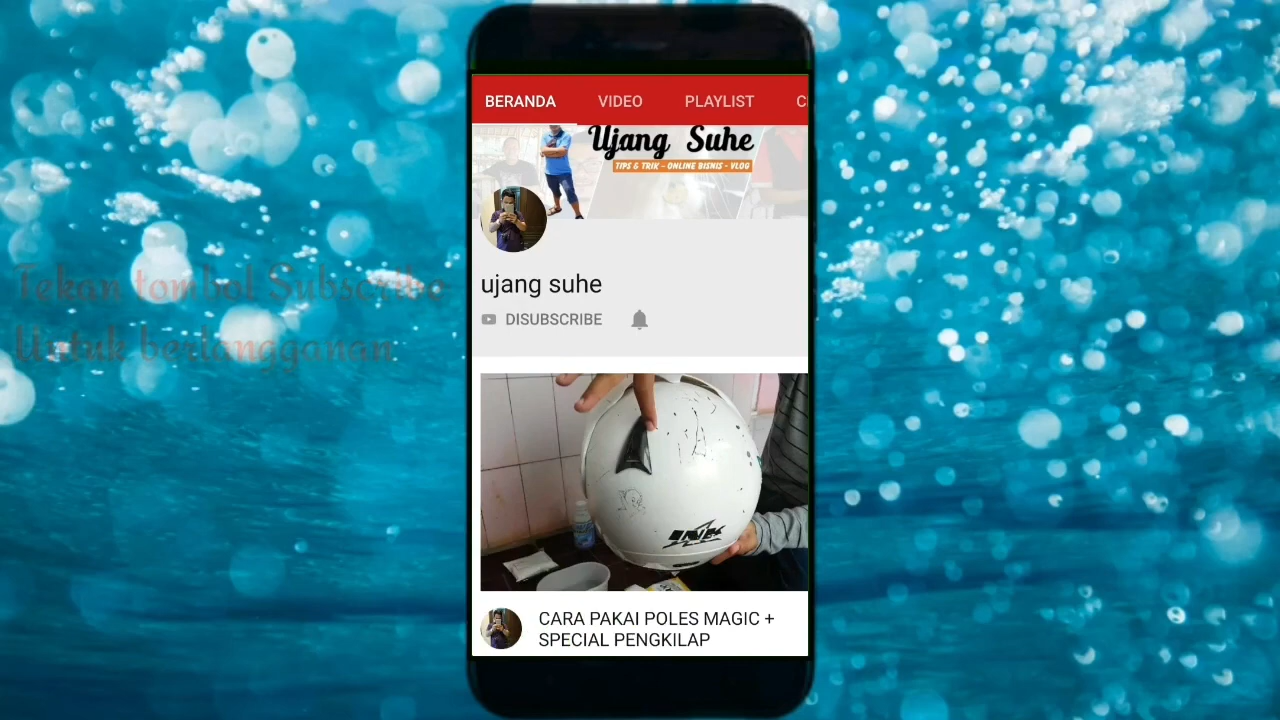 BERANDA VIDEO PLAYLIST
Ujang Suhe
TIPS & TRIK - ONLINE BISNIS - VLOG
Tekan tombol Subscribe
Untuk berlangganan
ujang suhe
DISUBSCRIBE
INK
CARA PAKAI POLES MAGIC +
SPECIAL PENGKILAP